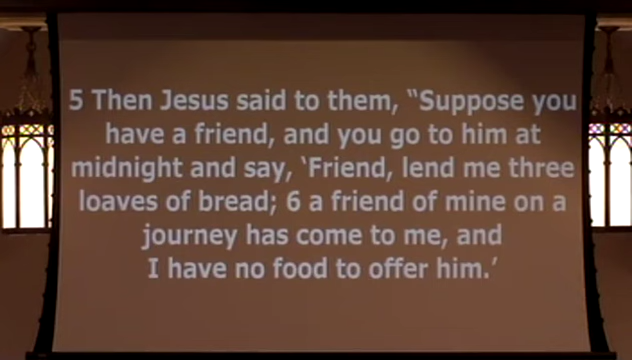 5 Then Jesus said to them, “Suppose you
have a friend, and you go to him at
midnight and say, ‘Friend, lend me three
loaves of bread; 6 a friend of mine on a
journey has come to me, and
I have no food to offer him.’